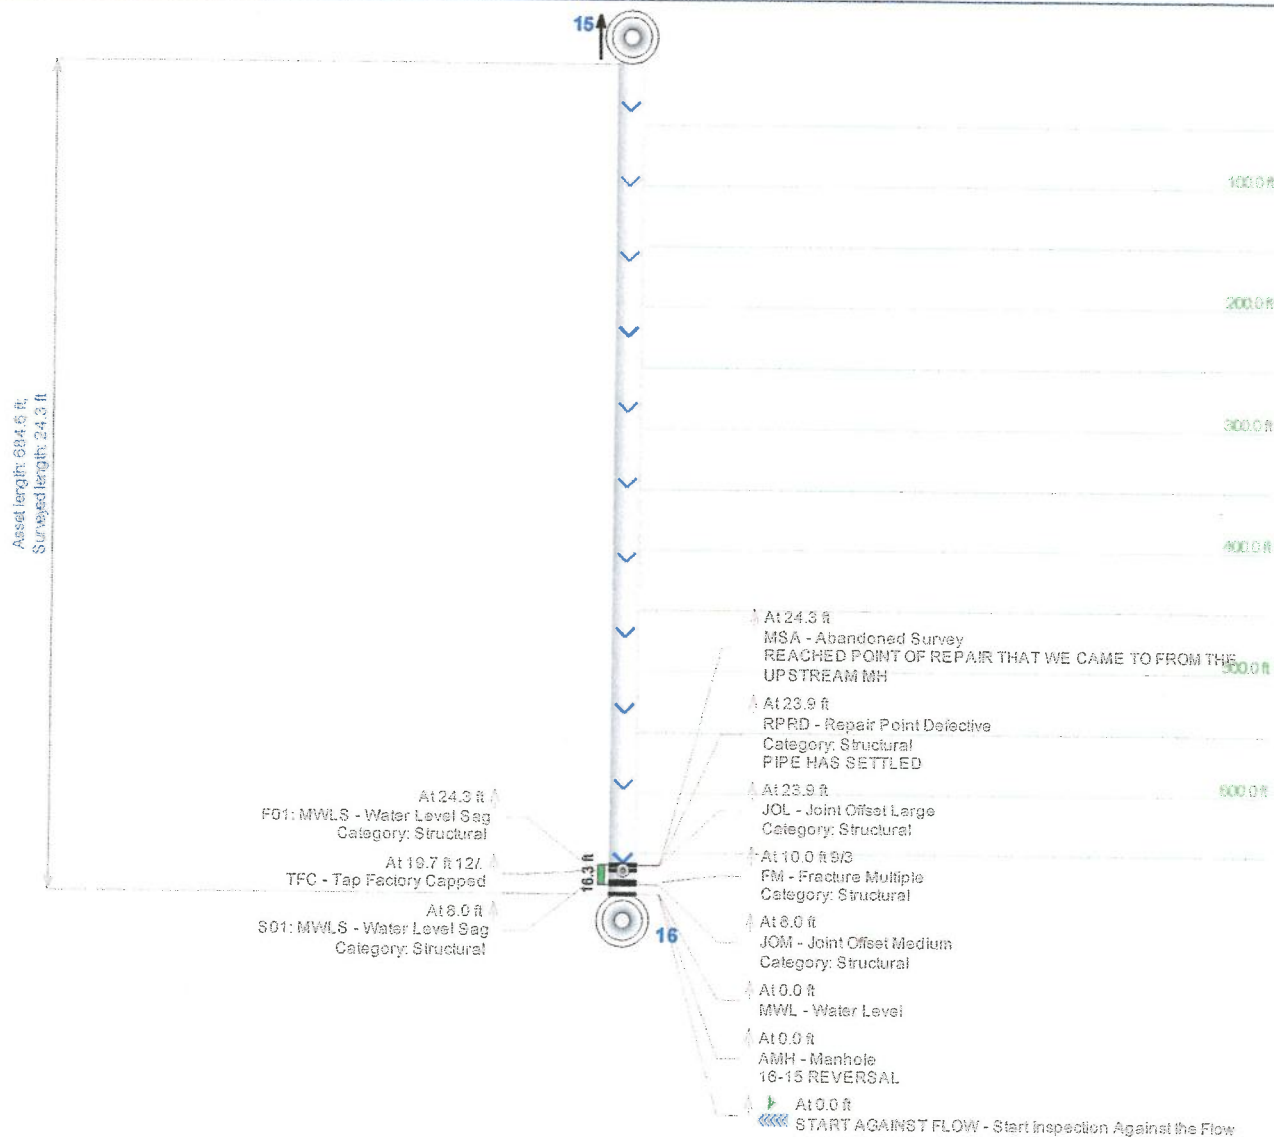 15
100.0 ft
200.0 ft
300.0 ft
Asset length: 684.6 ft;
Surveyed length: 24.3 ft
400.0 ft
At 24.3 ft
MSA - Abandoned Survey
REACHED POINT OF REPAIR THAT WE CAME TO FROM THE
UPSTREAM MH
500.0 ft
At 23.9 ft
RPRD - Repair Point Defective
Category: Structural
PIPE HAS SETTLED
At 23.9 ft
JOL - Joint Offset Large
Category: Structural
600.0 ft
At 24.3 ft
F01: MWLS - Water Level Sag
Category: Structural
At 19.7 ft 12/.
TFC - Tap Factory Capped
At 8.0 ft
S01: MWLS - Water Level Sag
Category: Structural
16.3 ft
16
At 10.0 ft 9/3
FM - Fracture Multiple
Category: Structural
At 8.0 ft
JOM - Joint Offset Medium
Category: Structural
At 0.0 ft
MWL - Water Level
At 0.0 ft
AMH - Manhole
16-15 REVERSAL
At 0.0 ft
START AGAINST FLOW - Start Inspection Against the Flow